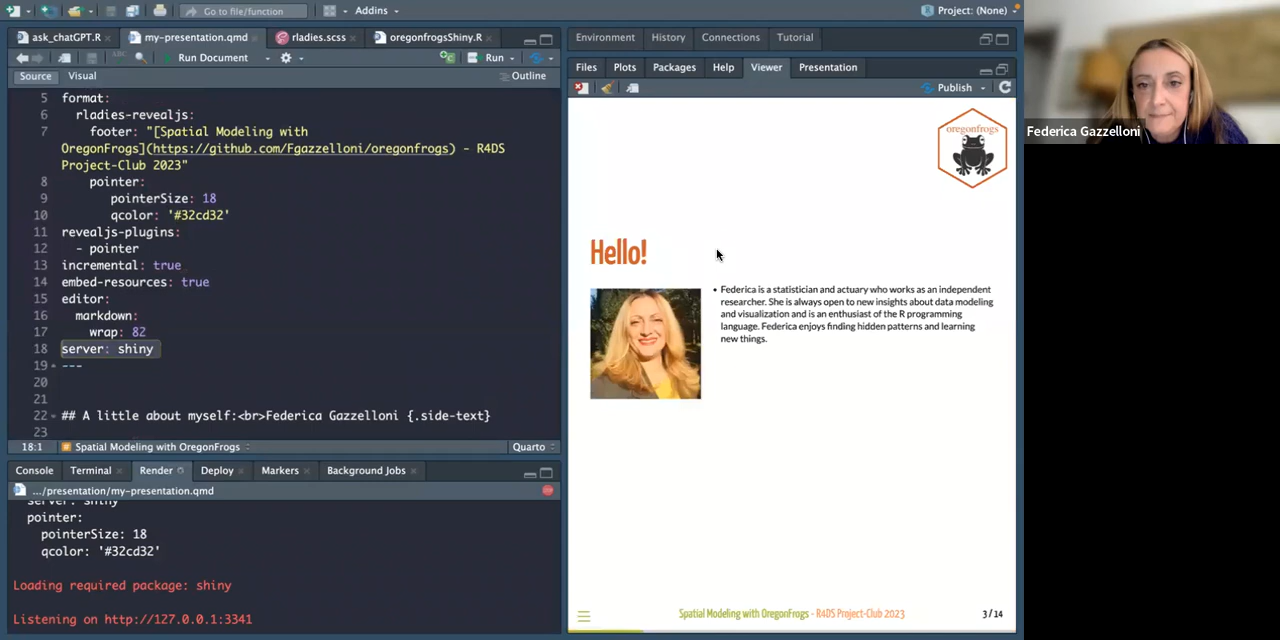 Go to file/function
Addins
Project: (None)
ask_chatGPT.R
my-presentation.qmd
rladies.scss
oregonfrogsShiny.R
Run Document
Run
Source
Visual
Outline
5 format:
6 rladies-revealjs:
7 footer: "[Spatial Modeling with
OregonFrogs](https://github.com/Fgazzelloni/oregonfrogs) - R4DS
Project-Club 2023"
8 pointer:
9 pointerSize: 18
10 qcolor: '#32cd32'
11 revealjs-plugins:
12 - pointer
13 incremental: true
14 embed-resources: true
15 editor:
16 markdown:
17 wrap: 82
18 server: shiny
19 ---
20
21
22 ## A little about myself:<br>Federica Gazzelloni {.side-text}
23
18:1
Spatial Modeling with OregonFrogs
Quarto
Console
Terminal
Render
Deploy
Markers
Background Jobs
.../presentation/my-presentation.qmd
server: shiny
pointer:
pointerSize: 18
qcolor: '#32cd32'
Loading required package: shiny
Listening on http://127.0.0.1:3341
Environment
History
Connections
Tutorial
Files
Plots
Packages
Help
Viewer
Presentation
Publish
oregonfrogs
Hello!
• Federica is a statistician and actuary who works as an independent
researcher. She is always open to new insights about data modeling
and visualization and is an enthusiast of the R programming
language. Federica enjoys finding hidden patterns and learning
new things.
Spatial Modeling with OregonFrogs - R4DS Project-Club 2023
3 / 14
Federica Gazzelloni